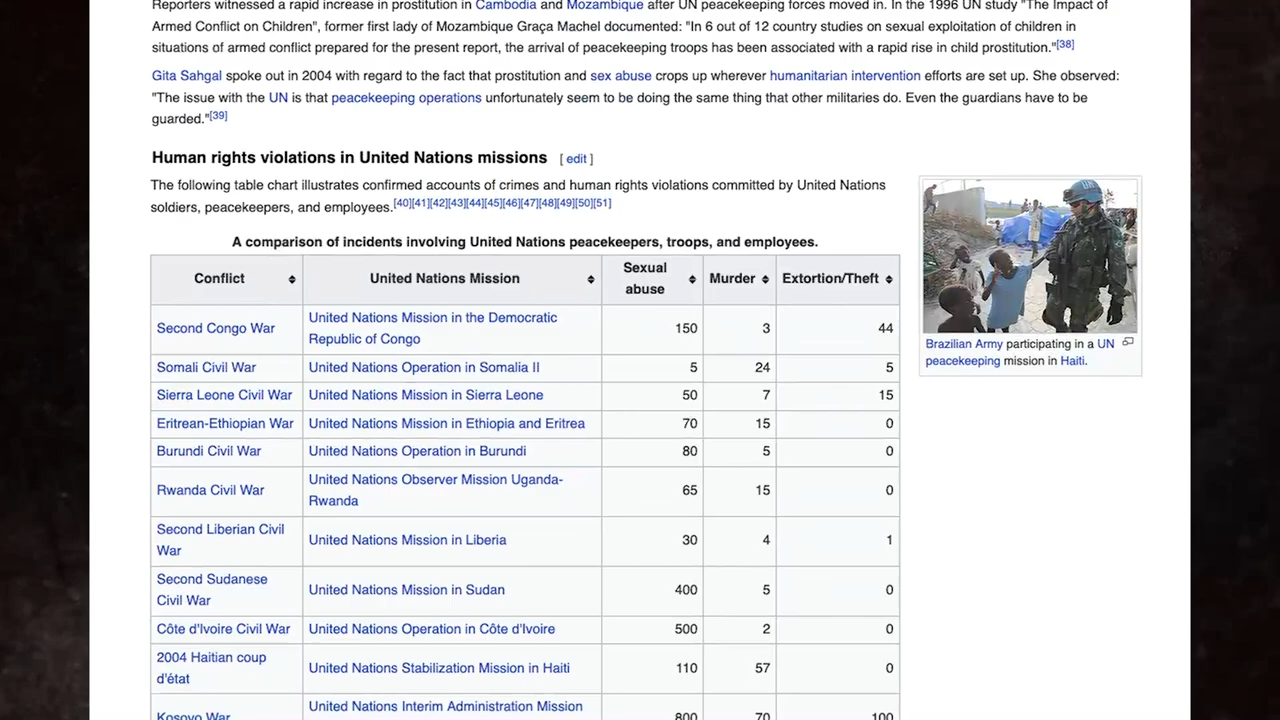 Reporters witnessed a rapid increase in prostitution in Cambodia and Mozambique after UN peacekeeping forces moved in. In the 1996 UN study "The Impact of
Armed Conflict on Children", former first lady of Mozambique Graça Machel documented: "In 6 out of 12 country studies on sexual exploitation of children in
situations of armed conflict prepared for the present report, the arrival of peacekeeping troops has been associated with a rapid rise in child prostitution."[38]
Gita Sahgal spoke out in 2004 with regard to the fact that prostitution and sex abuse crops up wherever humanitarian intervention efforts are set up. She observed:
"The issue with the UN is that peacekeeping operations unfortunately seem to be doing the same thing that other militaries do. Even the guardians have to be
guarded."[39]
Human rights violations in United Nations missions [ edit ]
The following table chart illustrates confirmed accounts of crimes and human rights violations committed by United Nations
soldiers, peacekeepers, and employees.[40][41][42][43][44][45][46][47][48][49][50][51]
Brazilian Army participating in a UN
peacekeeping mission in Haiti.
A comparison of incidents involving United Nations peacekeepers, troops, and employees.
Conflict United Nations Mission Sexual abuse Murder Extortion/Theft
Second Congo War United Nations Mission in the Democratic
Republic of Congo 150 3 44
Somali Civil War United Nations Operation in Somalia II 5 24 5
Sierra Leone Civil War United Nations Mission in Sierra Leone 50 7 15
Eritrean-Ethiopian War United Nations Mission in Ethiopia and Eritrea 70 15 0
Burundi Civil War United Nations Operation in Burundi 80 5 0
Rwanda Civil War United Nations Observer Mission Uganda-
Rwanda 65 15 0
Second Liberian Civil
War United Nations Mission in Liberia 30 4 1
Second Sudanese
Civil War United Nations Mission in Sudan 400 5 0
Côte d'Ivoire Civil War United Nations Operation in Côte d'Ivoire 500 2 0
2004 Haitian coup
d'état United Nations Stabilization Mission in Haiti 110 57 0
Kosovo War United Nations Interim Administration Mission 800 70 100